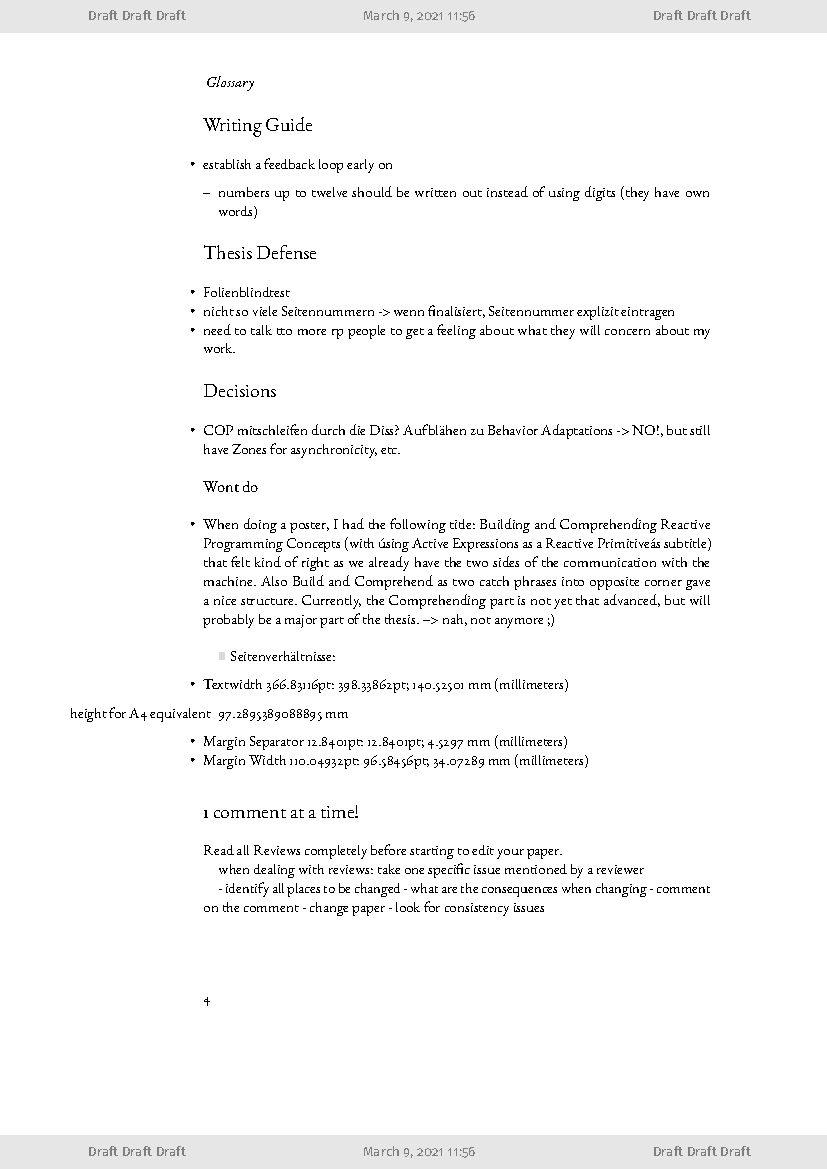 Draft Draft Draft March 9, 2021 11:56 Draft Draft Draft
Glossary
Writing Guide
• establish a feedback loop early on
– numbers up to twelve should be written out instead of using digits (they have own
words)
Thesis Defense
• Folienblindtest
• nicht so viele Seitennummern -> wenn finalisiert, Seitennummer explizit eintragen
• need to talk tto more rp people to get a feeling about what they will concern about my
work.
Decisions
• COP mitschleifen durch die Diss? Aufblähen zu Behavior Adaptations -> NO!, but still
have Zones for asynchronicity, etc.
Wont do
• When doing a poster, I had the following title: Building and Comprehending Reactive
Programming Concepts (with úsing Active Expressions as a Reactive Primitiveás subtitle)
that felt kind of right as we already have the two sides of the communication with the
machine. Also Build and Comprehend as two catch phrases into opposite corner gave
a nice structure. Currently, the Comprehending part is not yet that advanced, but will
probably be a major part of the thesis. –> nah, not anymore ;)
Seitenverhältnisse:
• Textwidth 366.83116pt: 398.33862pt; 140.52501 mm (millimeters)
height for A4 equivalent 97.2895389088895 mm
• Margin Separator 12.8401pt: 12.8401pt; 4.5297 mm (millimeters)
• Margin Width 110.04932pt: 96.58456pt; 34.07289 mm (millimeters)
1 comment at a time!
Read all Reviews completely before starting to edit your paper.
when dealing with reviews: take one specific issue mentioned by a reviewer
- identify all places to be changed - what are the consequences when changing - comment
on the comment - change paper - look for consistency issues
4
Draft Draft Draft March 9, 2021 11:56 Draft Draft Draft